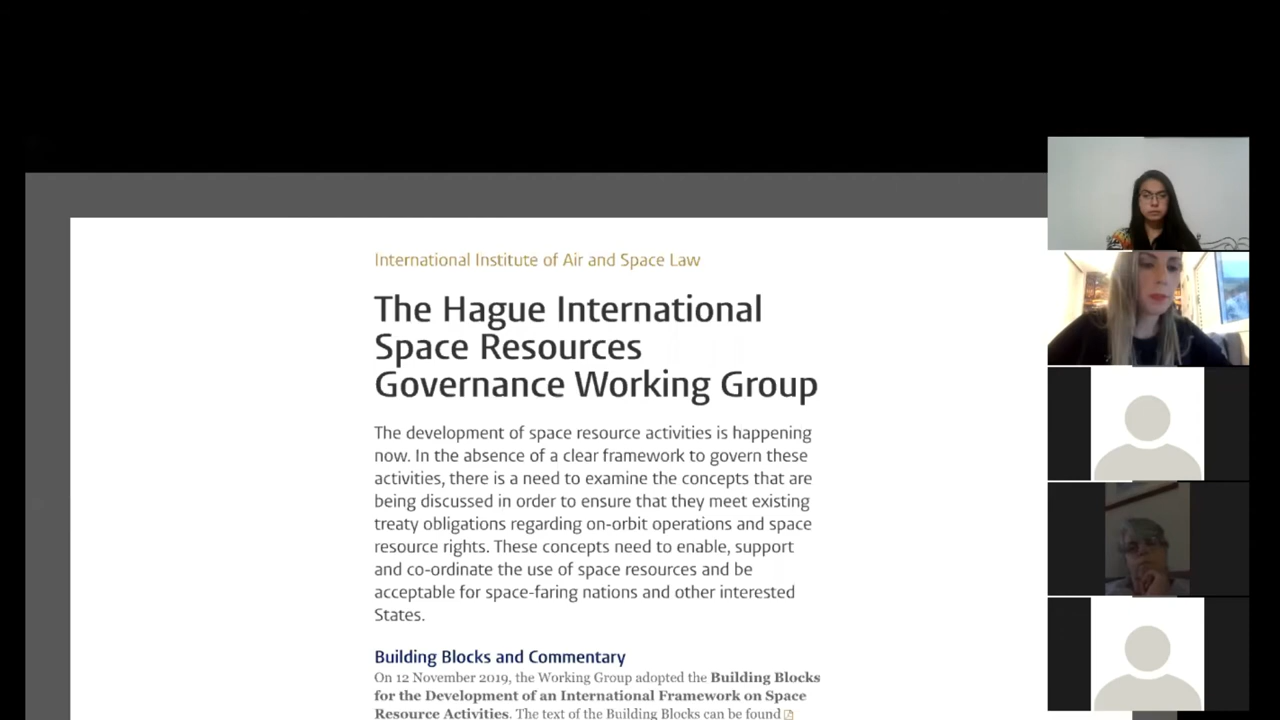 International Institute of Air and Space Law
The Hague International
Space Resources
Governance Working Group
The development of space resource activities is happening
now. In the absence of a clear framework to govern these
activities, there is a need to examine the concepts that are
being discussed in order to ensure that they meet existing
treaty obligations regarding on-orbit operations and space
resource rights. These concepts need to enable, support
and co-ordinate the use of space resources and be
acceptable for space-faring nations and other interested
States.
Building Blocks and Commentary
On 12 November 2019, the Working Group adopted the Building Blocks
for the Development of an International Framework on Space
Resource Activities. The text of the Building Blocks can be found